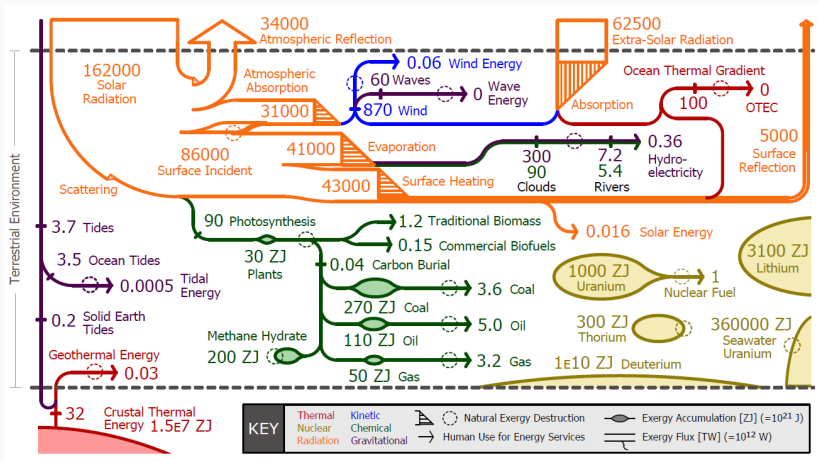 34000
Atmospheric Reflection
62500
Extra-Solar Radiation
162000
Solar
Radiation
Atmospheric
Absorption
31000
0.06 Wind Energy
60 Waves
0 Wave
Energy
870 Wind
Absorption
Ocean Thermal Gradient
100
0
OTEC
5000
Surface
Reflection
86000
Surface Incident
41000
Evaporation
300
90
Clouds
7.2
5.4
Rivers
0.36
Hydro-
electricity
Scattering
43000
Surface Heating
Terrestrial Environment
3.7 Tides
3.5 Ocean Tides
0.0005 Tidal
Energy
0.2 Solid Earth
Tides
90 Photosynthesis
30 ZJ
Plants
1.2 Traditional Biomass
0.15 Commercial Biofuels
0.016 Solar Energy
0.04 Carbon Burial
270 ZJ Coal
3.6 Coal
110 ZJ Oil
5.0 Oil
50 ZJ Gas
3.2 Gas
Methane Hydrate
200 ZJ
1000 ZJ
Uranium
1
Nuclear Fuel
3100 ZJ
Lithium
300 ZJ
Thorium
360000 ZJ
Seawater
Uranium
1E10 ZJ Deuterium
Geothermal Energy
0.03
32 Crustal Thermal
Energy 1.5E7 ZJ
KEY
Thermal
Nuclear
Radiation
Kinetic
Chemical
Gravitational
Natural Exergy Destruction
Human Use for Energy Services
Exergy Accumulation [ZJ] (=10²¹ J)
Exergy Flux [TW] (=10¹² W)